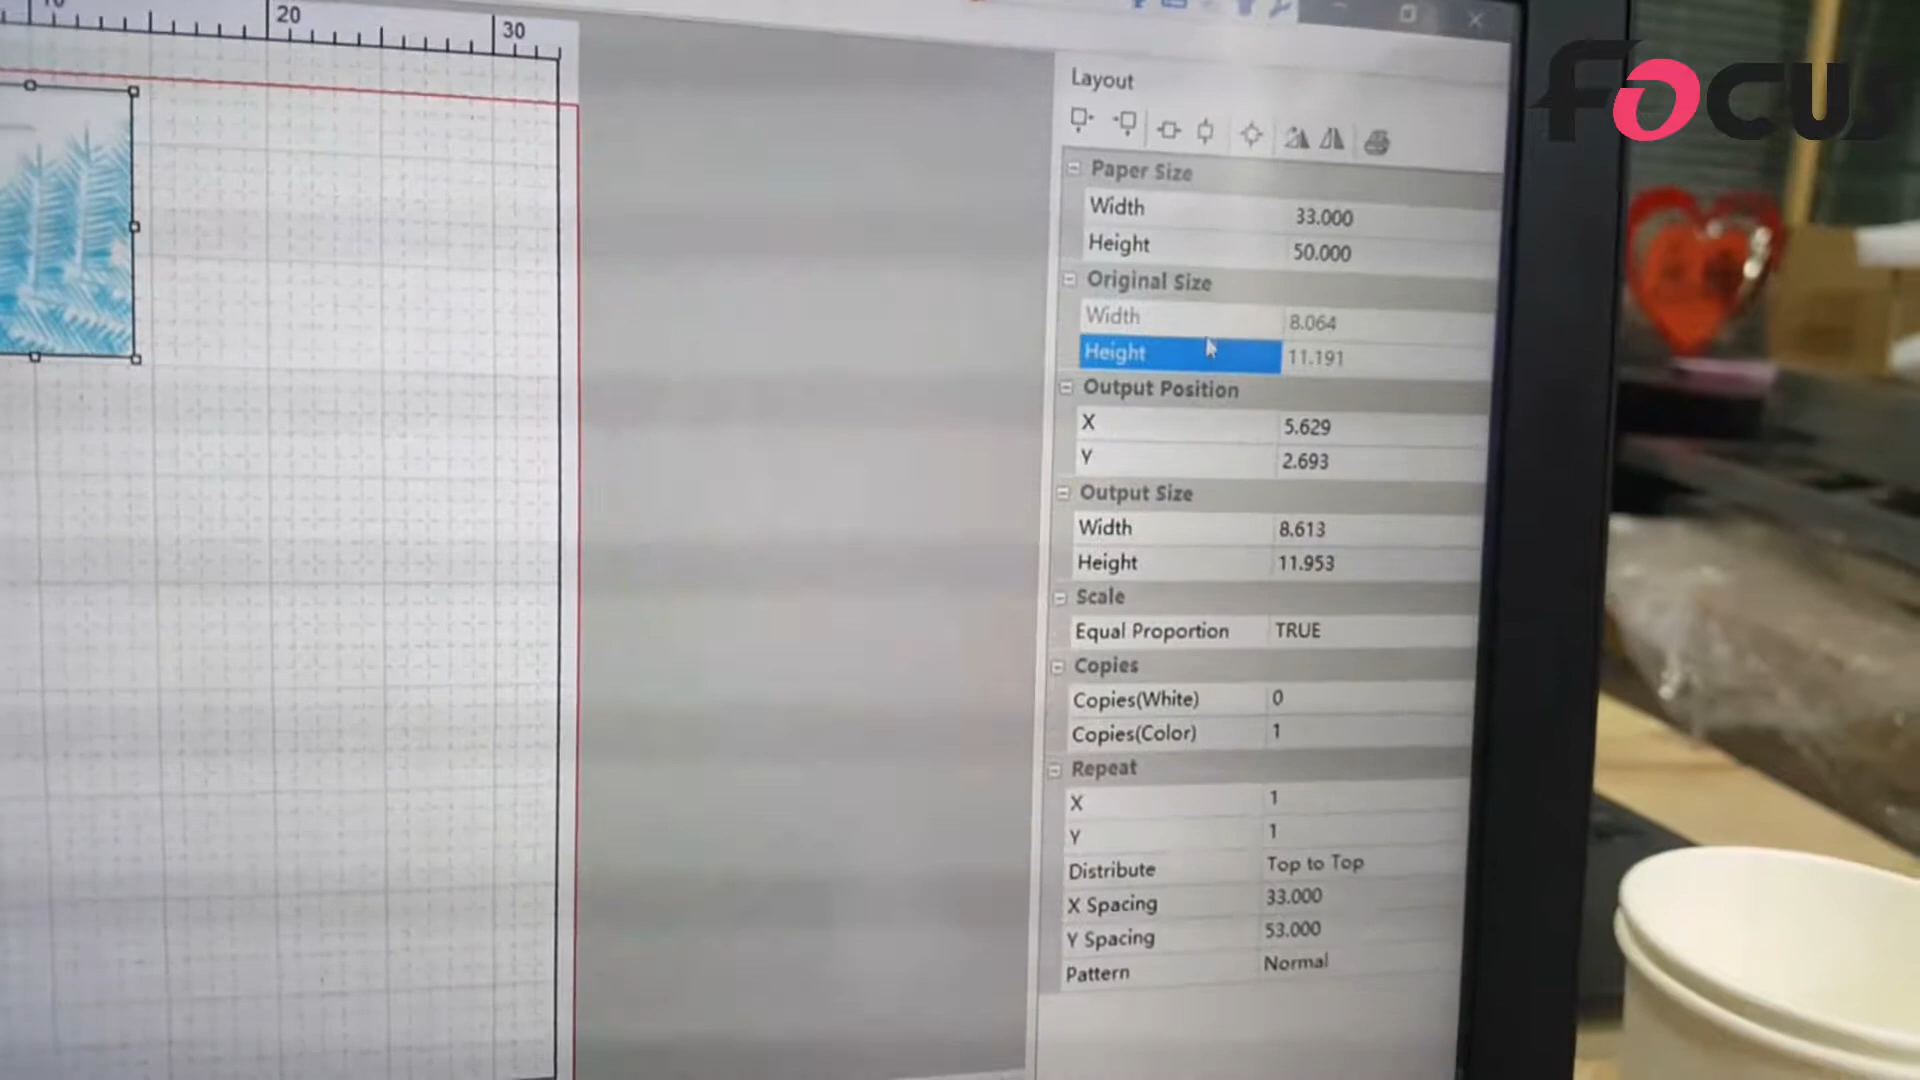 20
30
FOCUS
Layout
Paper Size
Width 33.000
Height 50.000
Original Size
Width 8.064
Height 11.191
Output Position
X 5.629
Y 2.693
Output Size
Width 8.613
Height 11.953
Scale
Equal Proportion TRUE
Copies
Copies(White) 0
Copies(Color) 1
Repeat
X 1
Y 1
Distribute Top to Top
X Spacing 33.000
Y Spacing 53.000
Pattern Normal